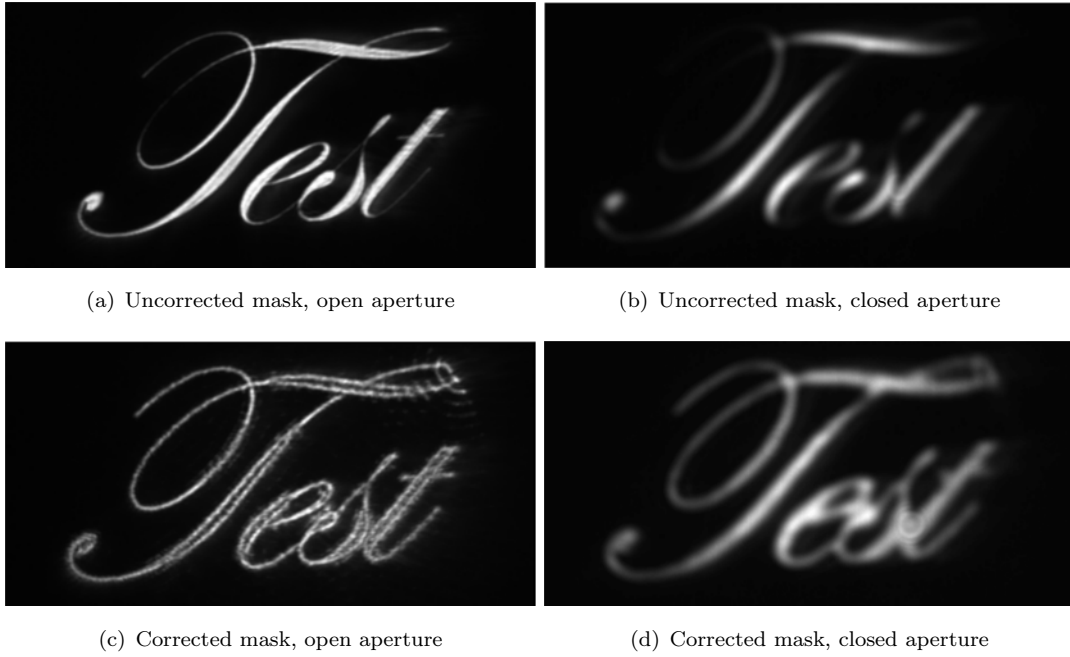 Test
Test
(a) Uncorrected mask, open aperture
(b) Uncorrected mask, closed aperture
Test
Test
(c) Corrected mask, open aperture
(d) Corrected mask, closed aperture